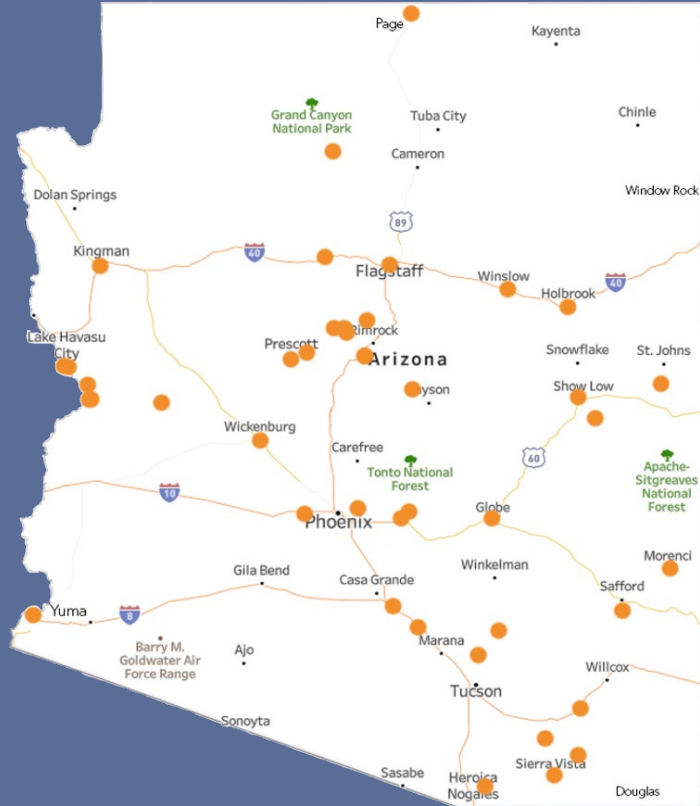 Page
Kayenta
Grand Canyon
National Park
Tuba City
Chinle
Cameron
Dolan Springs
Window Rock
89
Kingman
40
Flagstaff
Winslow
40
Holbrook
Lake Havasu
City
Rimrock
Prescott
Arizona
Snowflake
St. Johns
yson
Show Low
Wickenburg
Carefree
60
Tonto National
Forest
Apache-
Sitgreaves
National
Forest
10
Phoenix
Globe
Morenci
Gila Bend
Casa Grande
Winkelman
Safford
Yuma
8
Barry M.
Goldwater Air
Force Range
Ajo
Marana
Willcox
Tucson
Sonoyta
Sierra Vista
Sasabe
Heroica
Nogales
Douglas